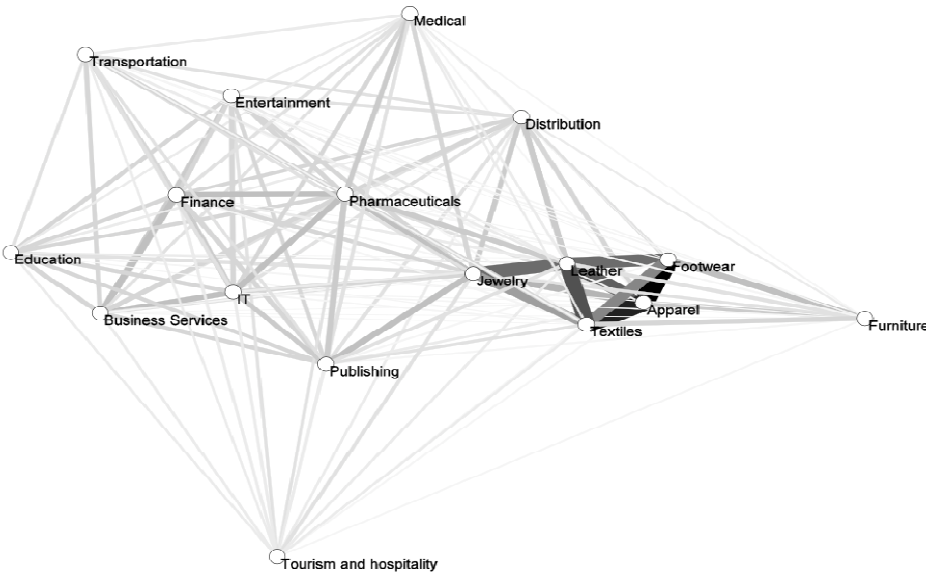 Medical
Transportation
Entertainment
Distribution
Finance
Pharmaceuticals
Education
Leather
Footwear
Jewelry
IT
Apparel
Business Services
Furniture
Textiles
Publishing
Tourism and hospitality